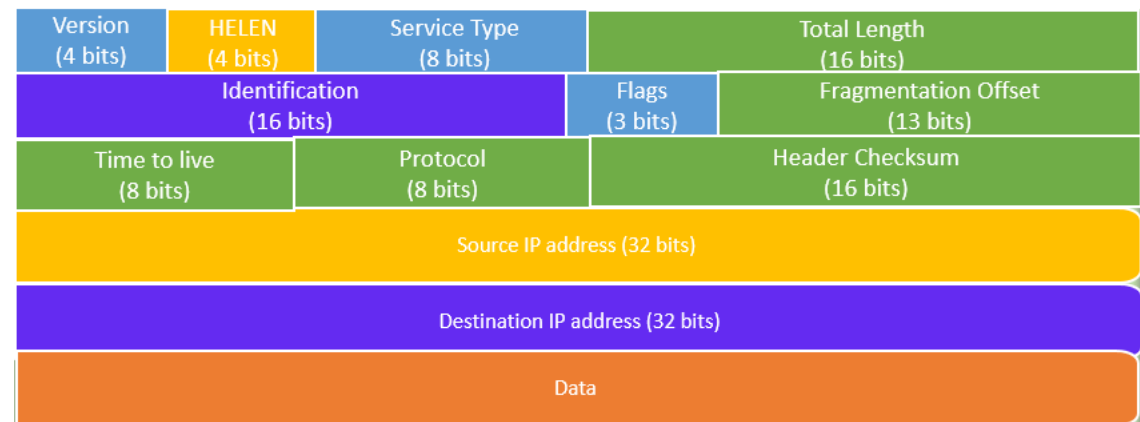 Version
(4 bits)
HELEN
(4 bits)
Service Type
(8 bits)
Total Length
(16 bits)
Identification
(16 bits)
Flags
(3 bits)
Fragmentation Offset
(13 bits)
Time to live
(8 bits)
Protocol
(8 bits)
Header Checksum
(16 bits)
Source IP address (32 bits)
Destination IP address (32 bits)
Data